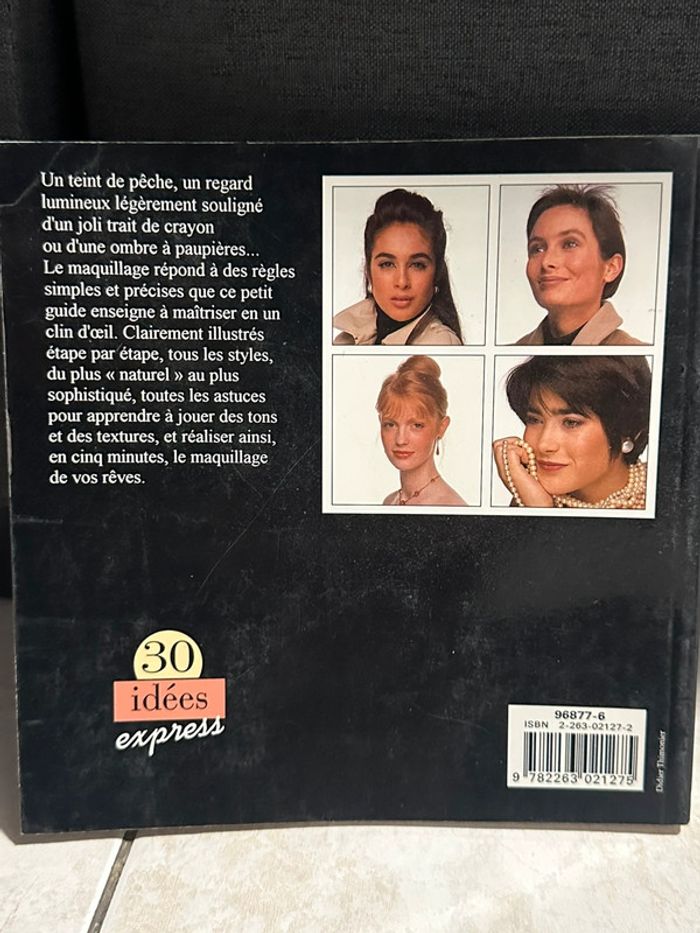 Un teint de pêche, un regard
lumineux légèrement souligné
d'un joli trait de crayon
ou d'une ombre à paupières...
Le maquillage répond à des règles
simples et précises que ce petit
guide enseigne à maîtriser en un
clin d'œil. Clairement illustrés
étape par étape, tous les styles,
du plus « naturel » au plus
sophistiqué, toutes les astuces
pour apprendre à jouer des tons
et des textures, et réaliser ainsi,
en cinq minutes, le maquillage
de vos rêves.
30
idées
express
96877-6
ISBN 2-263-02127-2
9 782263 021275
Didier Thimonier